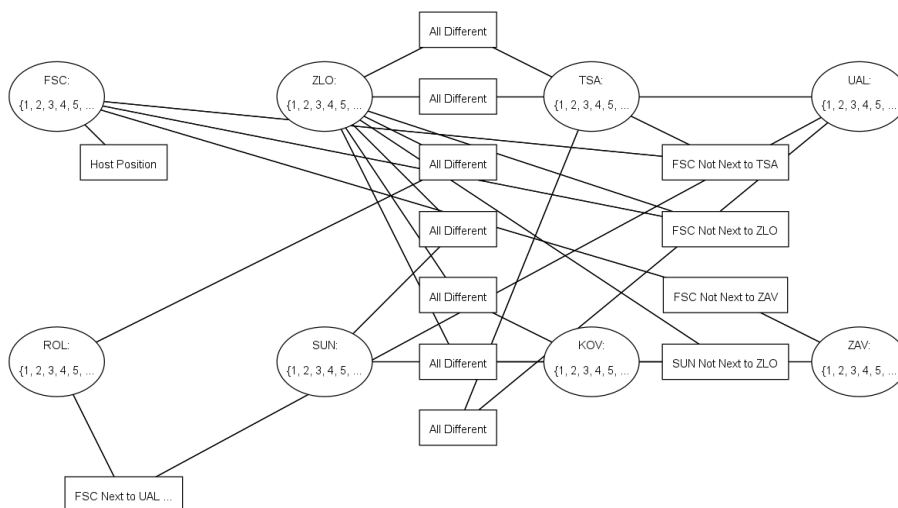 All Different
FSC:
{1, 2, 3, 4, 5, ...
ZLO:
{1, 2, 3, 4, 5, ...
All Different
TSA:
{1, 2, 3, 4, 5, ...
UAL:
{1, 2, 3, 4, 5, ...
Host Position
All Different
FSC Not Next to TSA
All Different
FSC Not Next to ZLO
All Different
FSC Not Next to ZAV
ROL:
{1, 2, 3, 4, 5, ...
SUN:
{1, 2, 3, 4, 5, ...
All Different
KOV:
{1, 2, 3, 4, 5, ...
SUN Not Next to ZLO
ZAV:
{1, 2, 3, 4, 5, ...
All Different
FSC Next to UAL ...